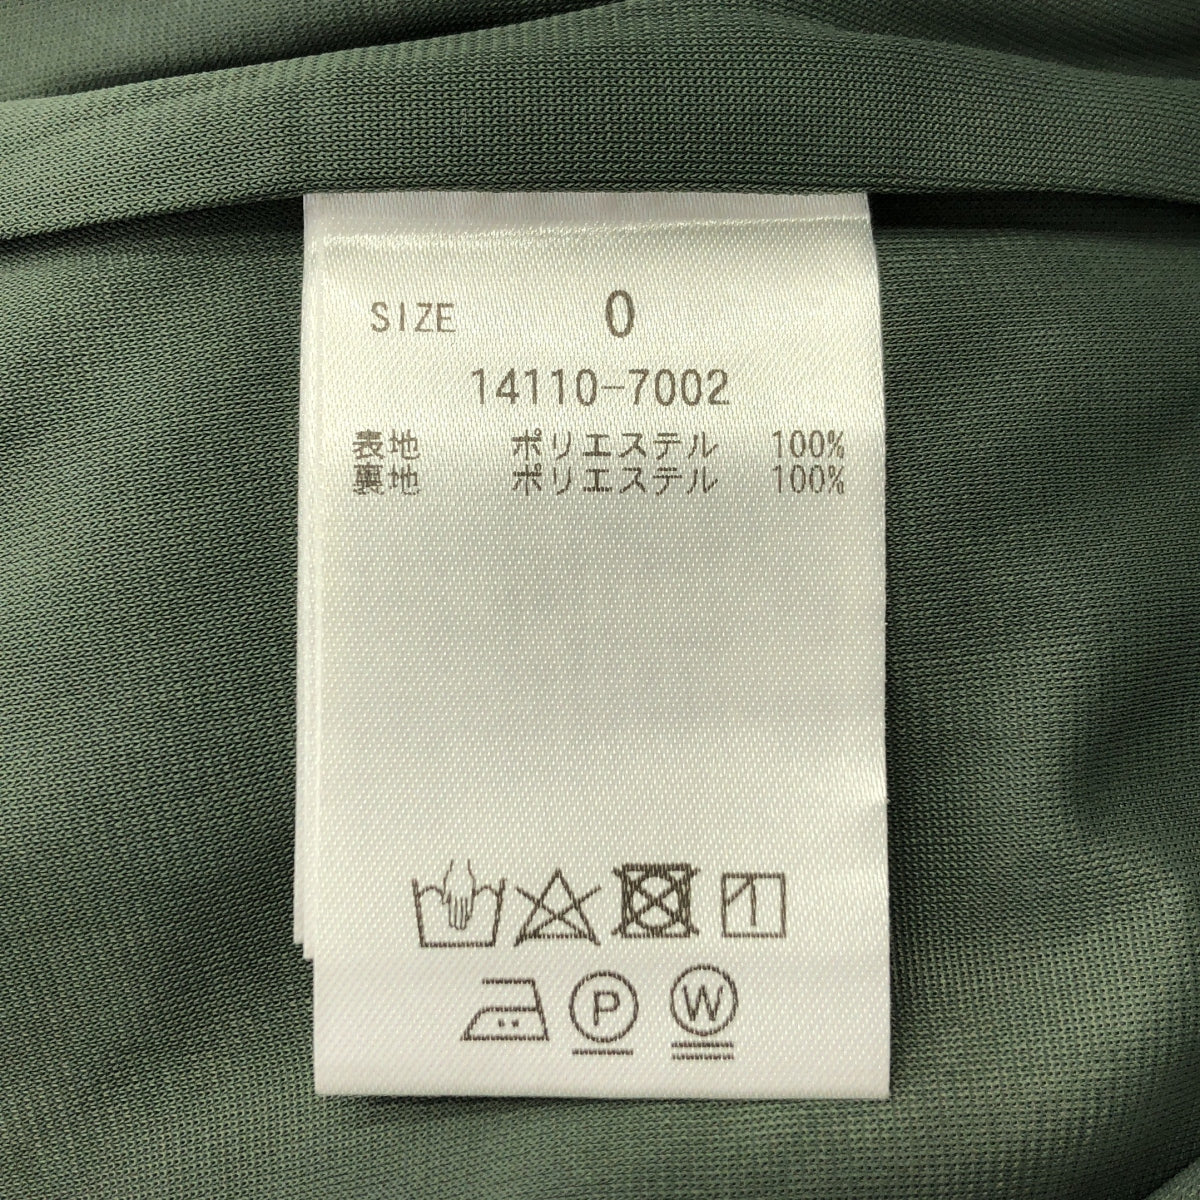 SIZE 0
14110-7002
表地 ポリエステル 100%
裏地 ポリエステル 100%
P W